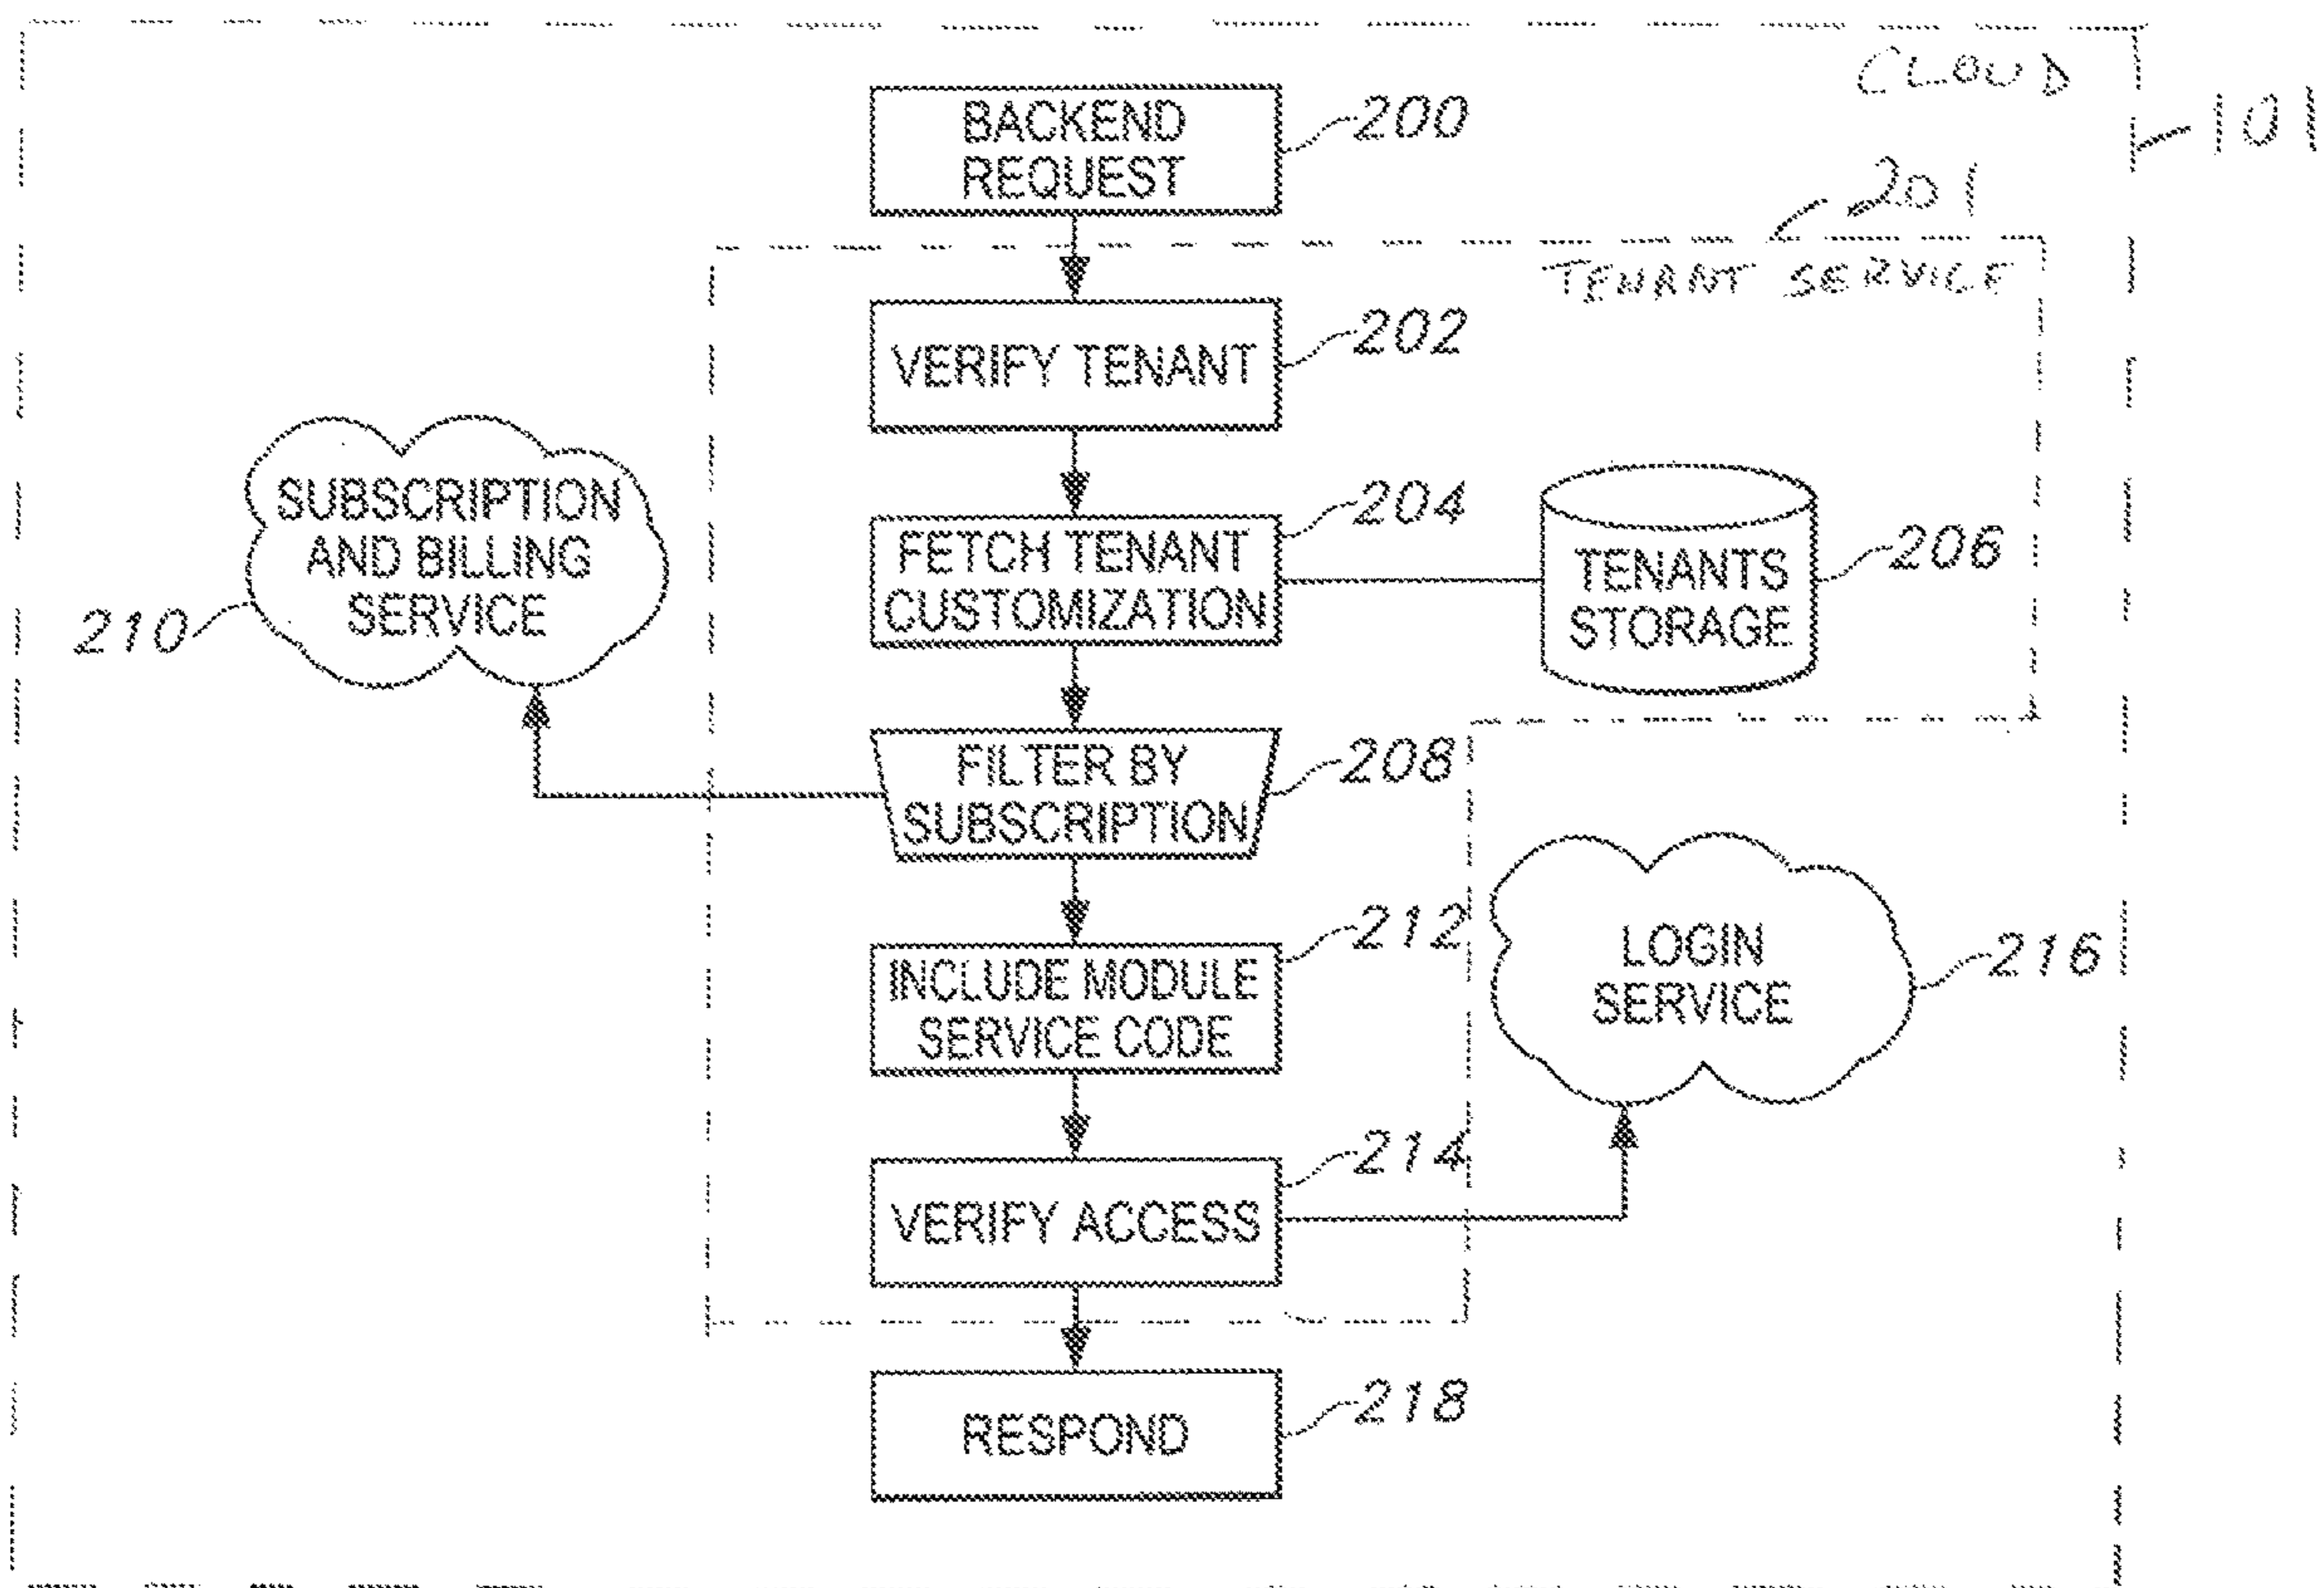 CLOUD
101
BACKEND
REQUEST
200
201
TENANT SERVICE
VERIFY TENANT
202
SUBSCRIPTION
AND BILLING
SERVICE
210
FETCH TENANT
CUSTOMIZATION
204
TENANTS
STORAGE
206
FILTER BY
SUBSCRIPTION
208
INCLUDE MODULE
SERVICE CODE
212
LOGIN
SERVICE
216
VERIFY ACCESS
214
RESPOND
218